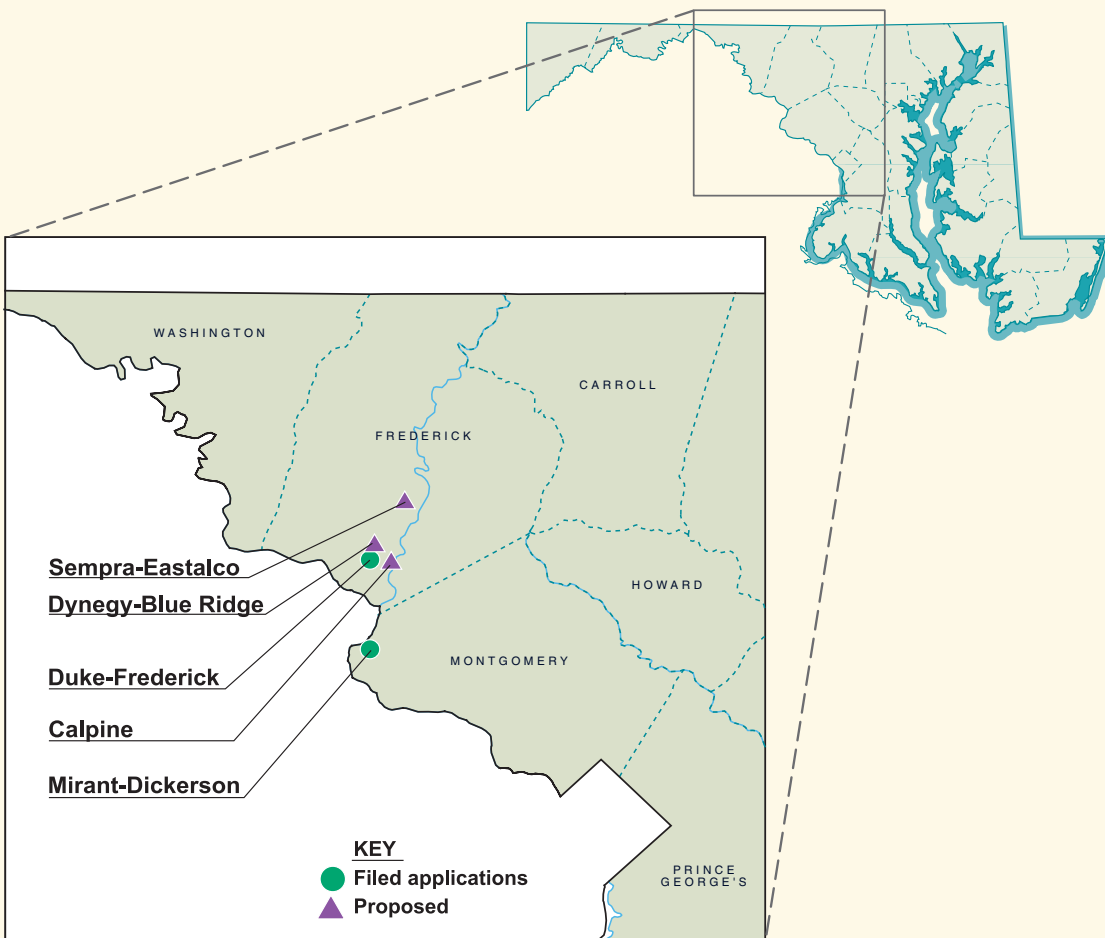 WASHINGTON
CARROLL
FREDERICK
Sempra-Eastalco
Dynegy-Blue Ridge
HOWARD
Duke-Frederick
MONTGOMERY
Calpine
Mirant-Dickerson
KEY
Filed applications
Proposed
PRINCE
GEORGE'S